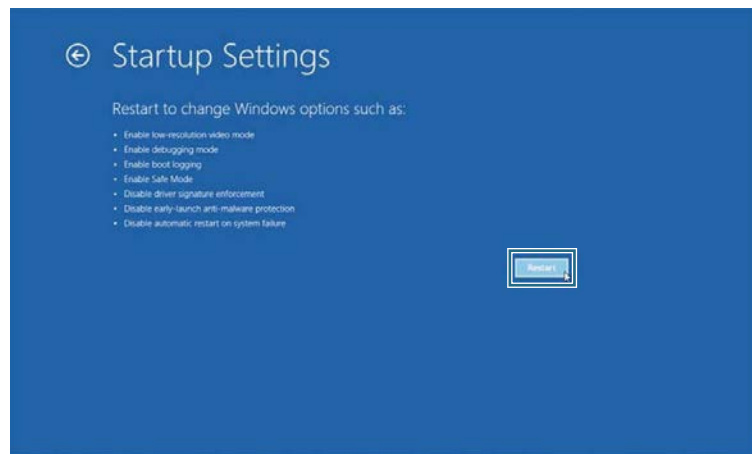 Startup Settings
Restart to change Windows options such as:
• Enable low-resolution video mode
• Enable debugging mode
• Enable boot logging
• Enable Safe Mode
• Disable driver signature enforcement
• Disable early-launch anti-malware protection
• Disable automatic restart on system failure
Restart